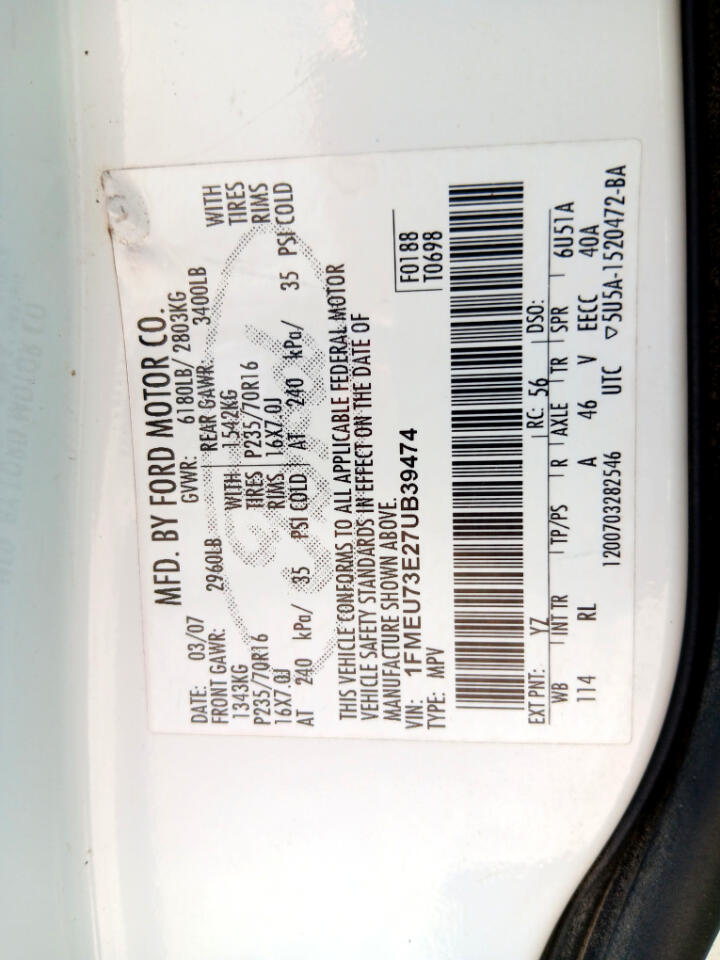 MFD. BY FORD MOTOR CO.
DATE: 03/07 GVWR: 6180LB/ 2803KG
FRONT GAWR: 2960LB REAR GAWR: 3400LB
1343KG WITH 1542KG WITH
P235/70R16 TIRES P235/70R16 TIRES
16X7.0J RIMS 16X7.0J RIMS
AT 240 kPa/ 35 PSI COLD AT 240 kPa/ 35 PSI COLD
THIS VEHICLE CONFORMS TO ALL APPLICABLE FEDERAL MOTOR
VEHICLE SAFETY STANDARDS IN EFFECT ON THE DATE OF
MANUFACTURE SHOWN ABOVE.
VIN: 1FMEU73E27UB39474 F0188
TYPE: MPV T0698
EXT PNT: YZ RC: 56 DSO:
WB INT TR TP/PS R AXLE TR SPR 6U51A
114 RL A 46 V EECC 40A
1200703282546 UTC ▽5U5A-1520472-BA